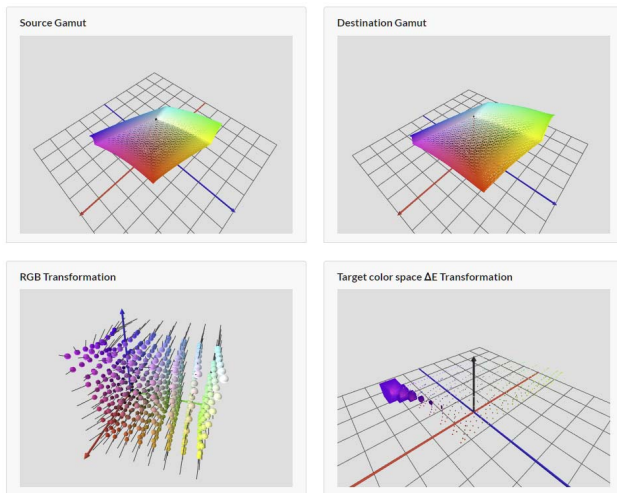 Source Gamut
Destination Gamut
RGB Transformation
Target color space ΔE Transformation